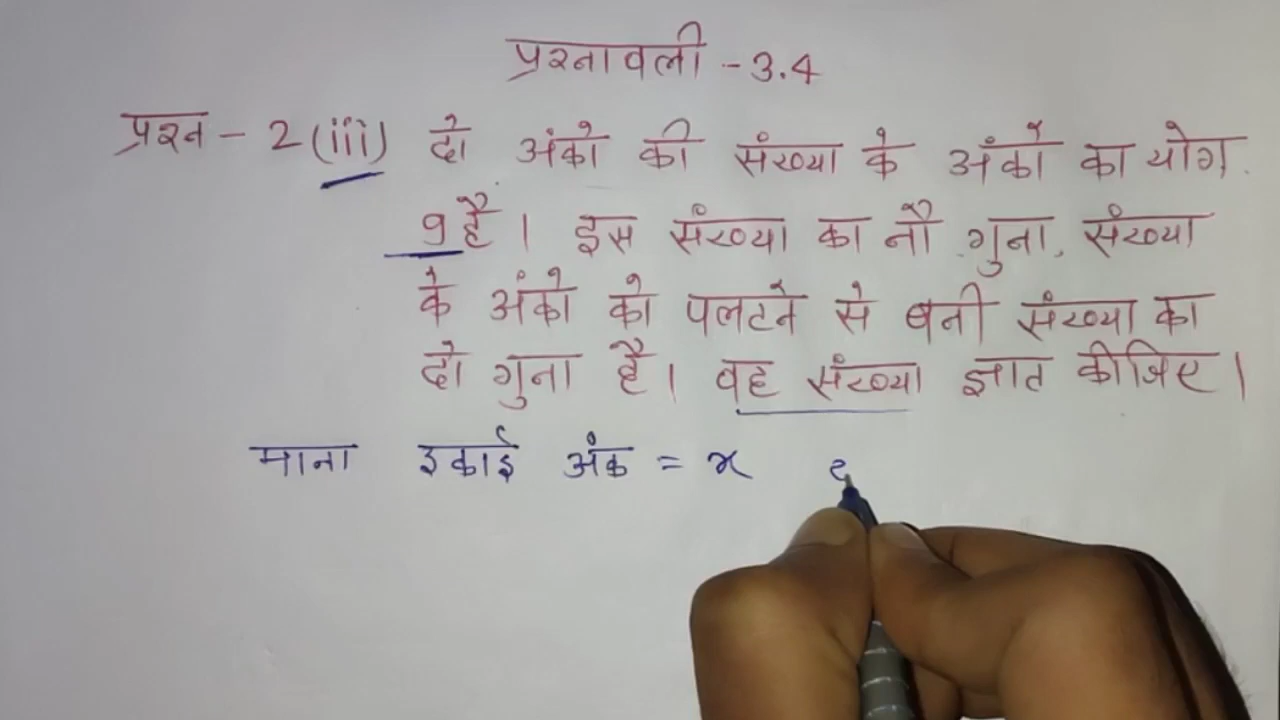 प्रश्नावली - 3.4
प्रश्न - 2 (iii) दो अंको की संख्या के अंकों का योग
9 है। इस संख्या का नौ गुना, संख्या
के अंको को पलटने से बनी संख्या का
दो गुना है। वह संख्या ज्ञात कीजिए।
माना इकाई अंक = x